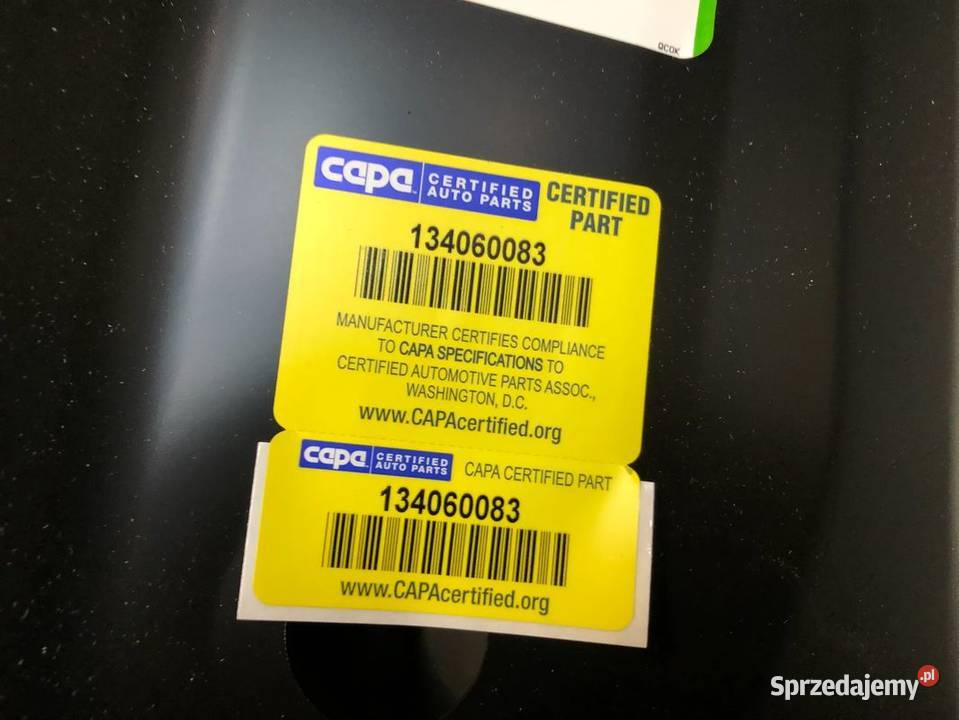 QCOK
capa CERTIFIED AUTO PARTS
CERTIFIED PART
134060083
MANUFACTURER CERTIFIES COMPLIANCE
TO CAPA SPECIFICATIONS TO
CERTIFIED AUTOMOTIVE PARTS ASSOC.,
WASHINGTON, D.C.
www.CAPAcertified.org
capa CERTIFIED AUTO PARTS
CAPA CERTIFIED PART
134060083
www.CAPAcertified.org
Sprzedajemy.pl